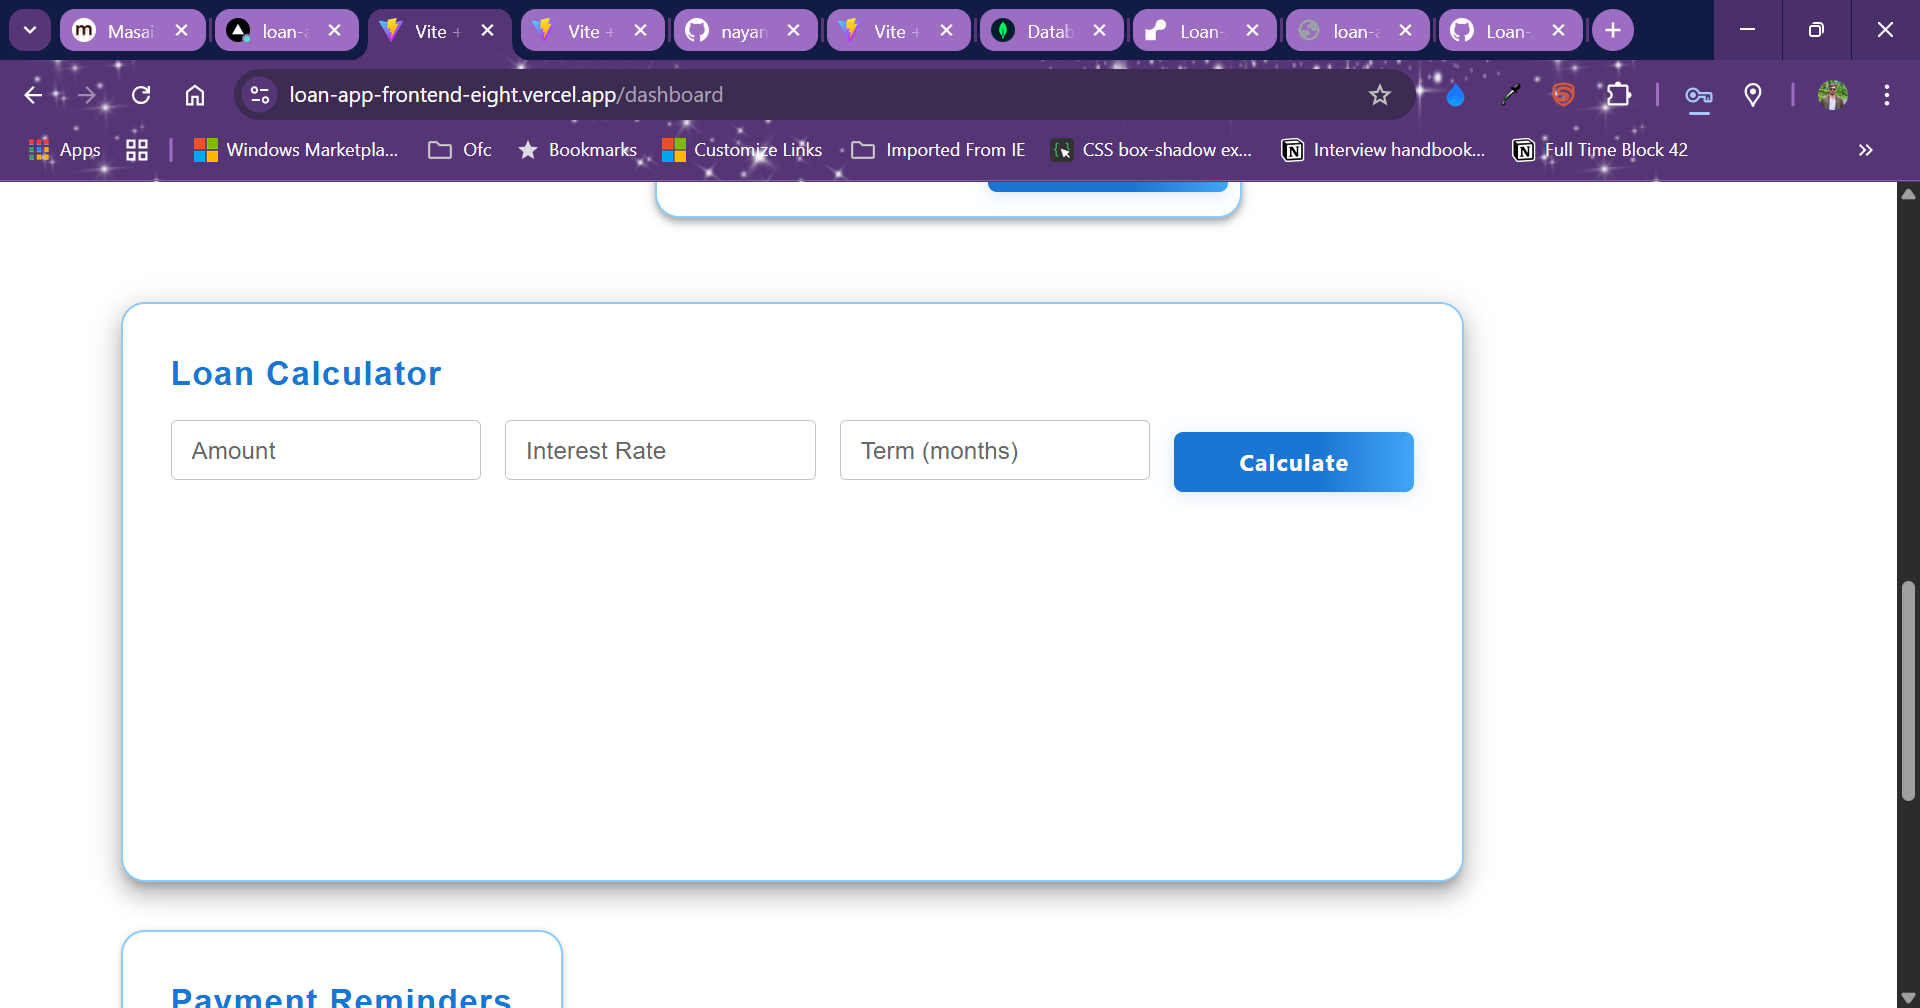 Masai
loan-a
Vite +
Vite +
nayan
Vite +
Datab
Loan-
loan-a
Loan-
loan-app-frontend-eight.vercel.app/dashboard
Apps
Windows Marketpla...
Ofc
Bookmarks
Customize Links
Imported From IE
CSS box-shadow ex...
Interview handbook...
Full Time Block 42
Loan Calculator
Amount
Interest Rate
Term (months)
Calculate
Payment Reminders